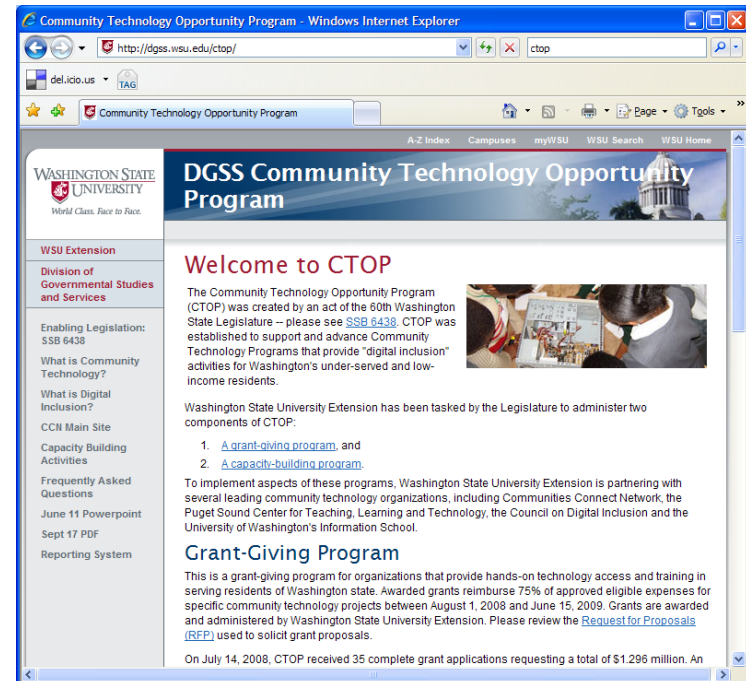 Community Technology Opportunity Program - Windows Internet Explorer
http://dgss.wsu.edu/ctop/
ctop
del.icio.us
TAG
Community Technology Opportunity Program
Page
Tools
A-Z Index Campuses myWSU WSU Search WSU Home
WASHINGTON STATE
UNIVERSITY
World Class. Face to Face.
DGSS Community Technology Opportunity
Program
WSU Extension
Division of
Governmental Studies
and Services
Enabling Legislation:
SSB 6438
What is Community
Technology?
What is Digital
Inclusion?
CCN Main Site
Capacity Building
Activities
Frequently Asked
Questions
June 11 Powerpoint
Sept 17 PDF
Reporting System
Welcome to CTOP
The Community Technology Opportunity Program
(CTOP) was created by an act of the 60th Washington
State Legislature -- please see SSB 6438. CTOP was
established to support and advance Community
Technology Programs that provide "digital inclusion"
activities for Washington's under-served and low-
income residents.
Washington State University Extension has been tasked by the Legislature to administer two
components of CTOP:
1. A grant-giving program, and
2. A capacity-building program.
To implement aspects of these programs, Washington State University Extension is partnering with
several leading community technology organizations, including Communities Connect Network, the
Puget Sound Center for Teaching, Learning and Technology, the Council on Digital Inclusion and the
University of Washington's Information School.
Grant-Giving Program
This is a grant-giving program for organizations that provide hands-on technology access and training in
serving residents of Washington state. Awarded grants reimburse 75% of approved eligible expenses for
specific community technology projects between August 1, 2008 and June 15, 2009. Grants are awarded
and administered by Washington State University Extension. Please review the Request for Proposals
(RFP) used to solicit grant proposals.
On July 14, 2008, CTOP received 35 complete grant applications requesting a total of $1.296 million. An